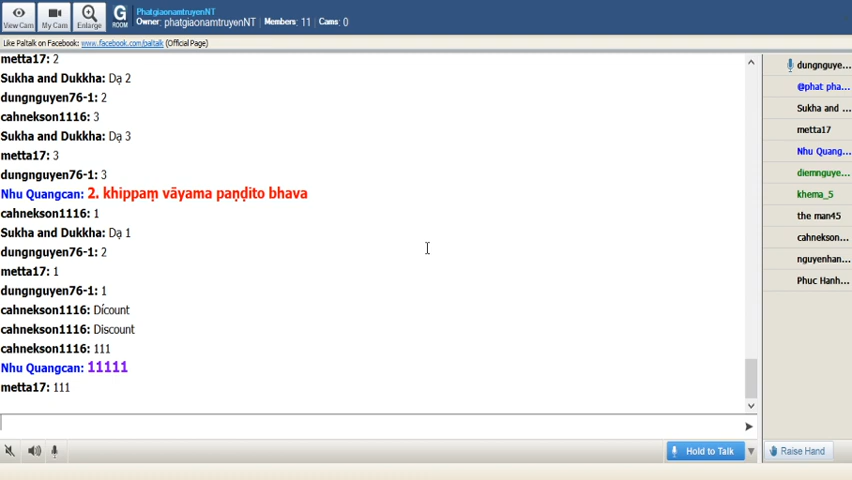 PhatgiaonamtruyenNT
Owner: phatgiaonamtruyenNT Members: 11 Cams: 0
View Cam
My Cam
Enlarge
G
ROOM
Like Paltalk on Facebook: www.facebook.com/paltalk (Official Page)
metta17: 2
Sukha and Dukkha: Dạ 2
dungnguyen76-1: 2
cahnekson1116: 3
Sukha and Dukkha: Dạ 3
metta17: 3
dungnguyen76-1: 3
Nhu Quangcan: 2. khippaṃ vāyama paṇḍito bhava
cahnekson1116: 1
Sukha and Dukkha: Dạ 1
dungnguyen76-1: 2
metta17: 1
dungnguyen76-1: 1
cahnekson1116: Dícount
cahnekson1116: Discount
cahnekson1116: 111
Nhu Quangcan: 11111
metta17: 111
dungnguye...
@phat pha...
Sukha and ...
metta17
Nhu Quang...
diemnguye...
khema_5
the man45
cahnekson...
nguyenhan...
Phuc Hanh...
Hold to Talk
Raise Hand